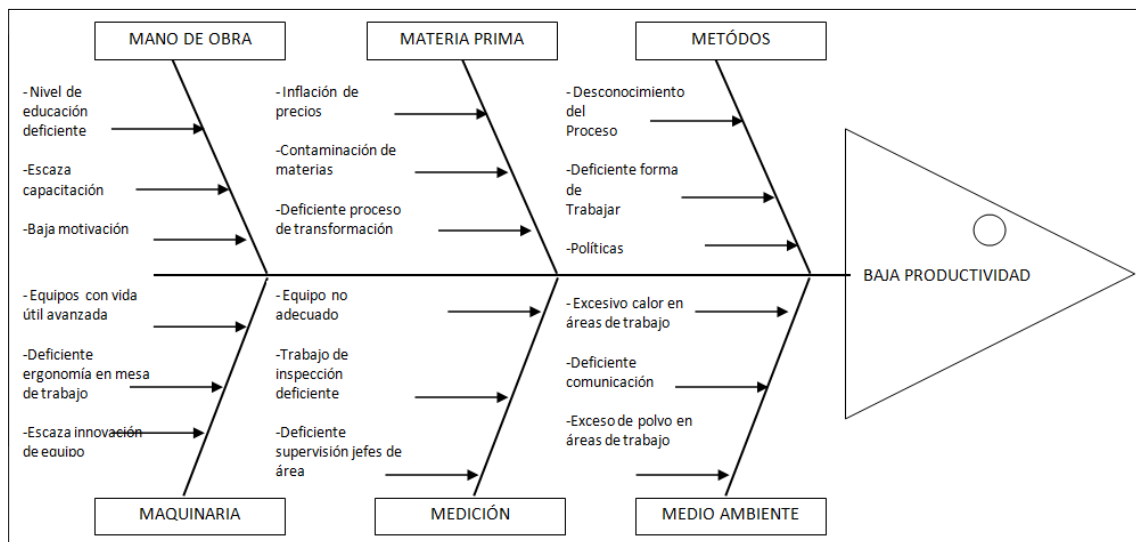 MANO DE OBRA
MATERIA PRIMA
METÓDOS
-Nivel de
educación
deficiente
-Escaza
capacitación
-Baja motivación
- Inflación de
precios
-Contaminación de
materias
-Deficiente proceso
de transformación
- Desconocimiento
del
Proceso
-Deficiente forma
de
Trabajar
-Políticas
BAJA PRODUCTIVIDAD
- Equipos con vida
útil avanzada
-Deficiente
ergonomía en mesa
de trabajo
-Escaza innovación
de equipo
- Equipo no
adecuado
-Trabajo de
inspección
deficiente
-Deficiente
supervisión jefes de
área
- Excesivo calor en
áreas de trabajo
-Deficiente
comunicación
-Exceso de polvo en
áreas de trabajo
MAQUINARIA
MEDICIÓN
MEDIO AMBIENTE